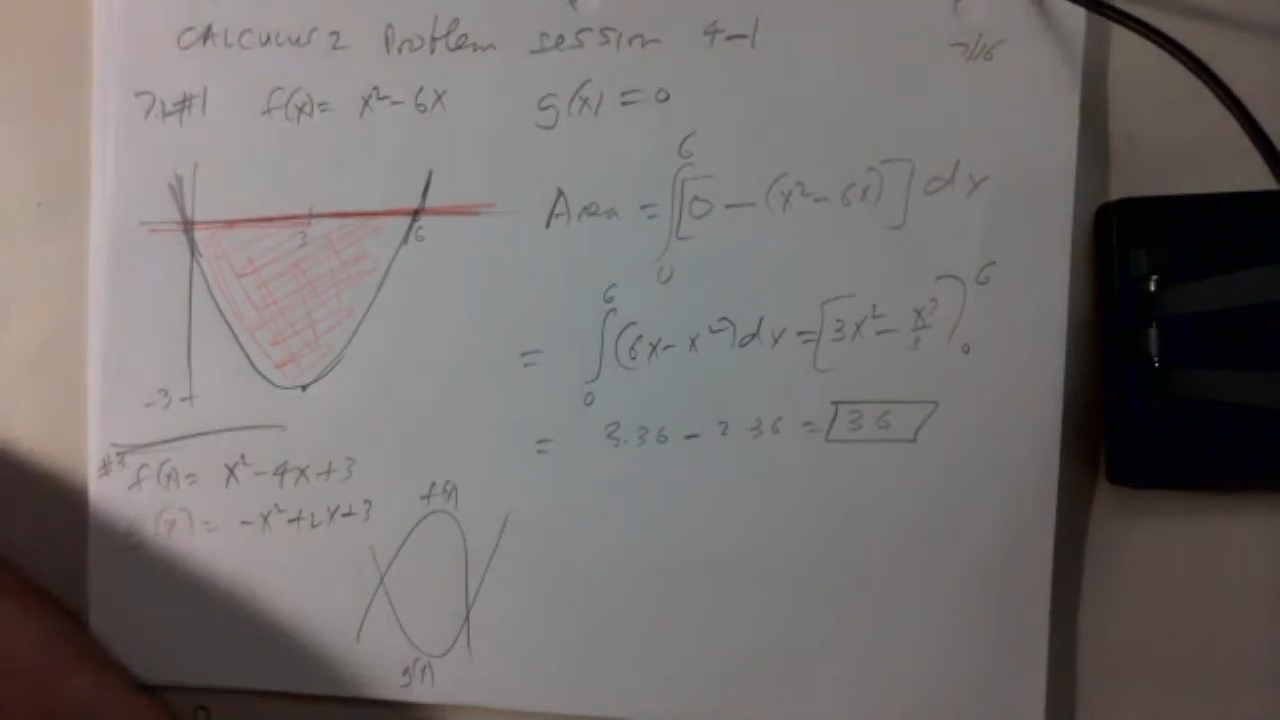 CALCULUS 2 Problem session 4-1
7/16
7.1#1 f(x)= x²-6x g(x)=0
3
6
-3
Area = ∫₀⁶ [0-(x²-6x)] dx
= ∫₀⁶ (6x-x²)dx = [3x²- x³/3]₀⁶
= 3.36 - 2 36 = 36
#3 f(x)= x²-4x+3
g(x)= -x²+2x+3
f(x)
g(x)